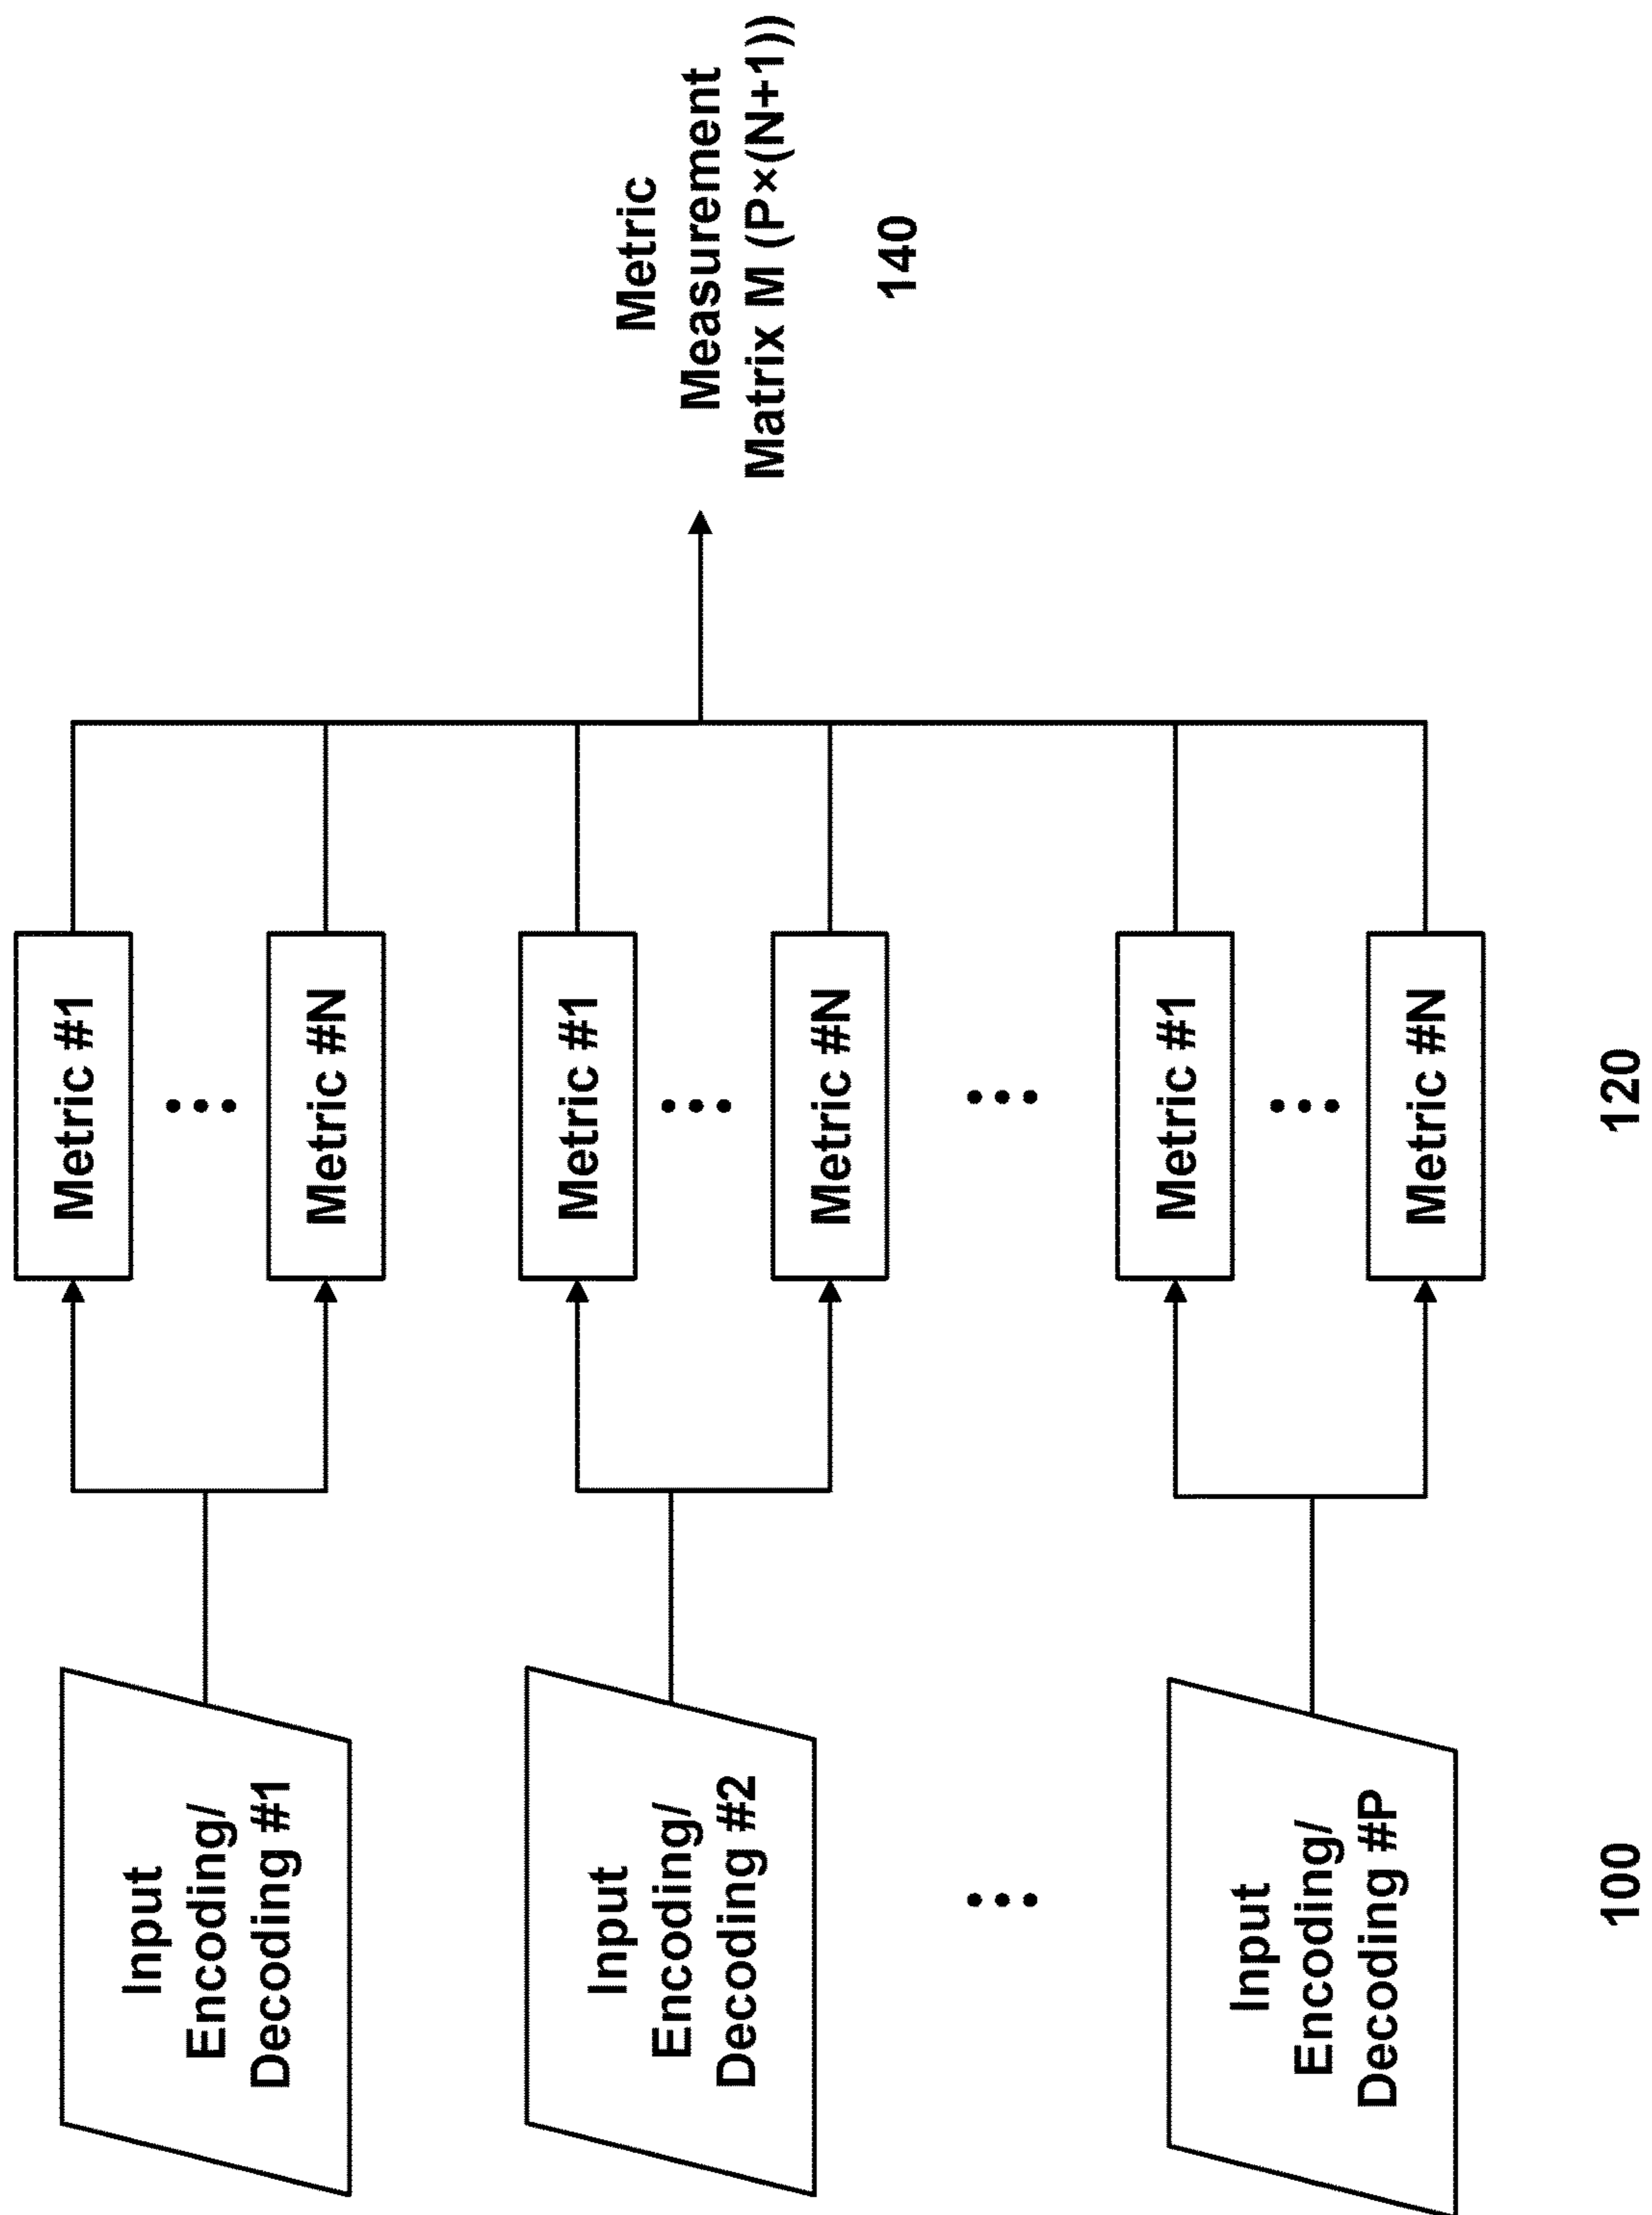 Input
Encoding/
Decoding #1
Metric #1
•••
Metric #N
Input
Encoding/
Decoding #2
Metric #1
•••
Metric #N
•••
•••
Input
Encoding/
Decoding #P
Metric #1
•••
Metric #N
Metric
Measurement
Matrix M (P×(N+1))
100
120
140